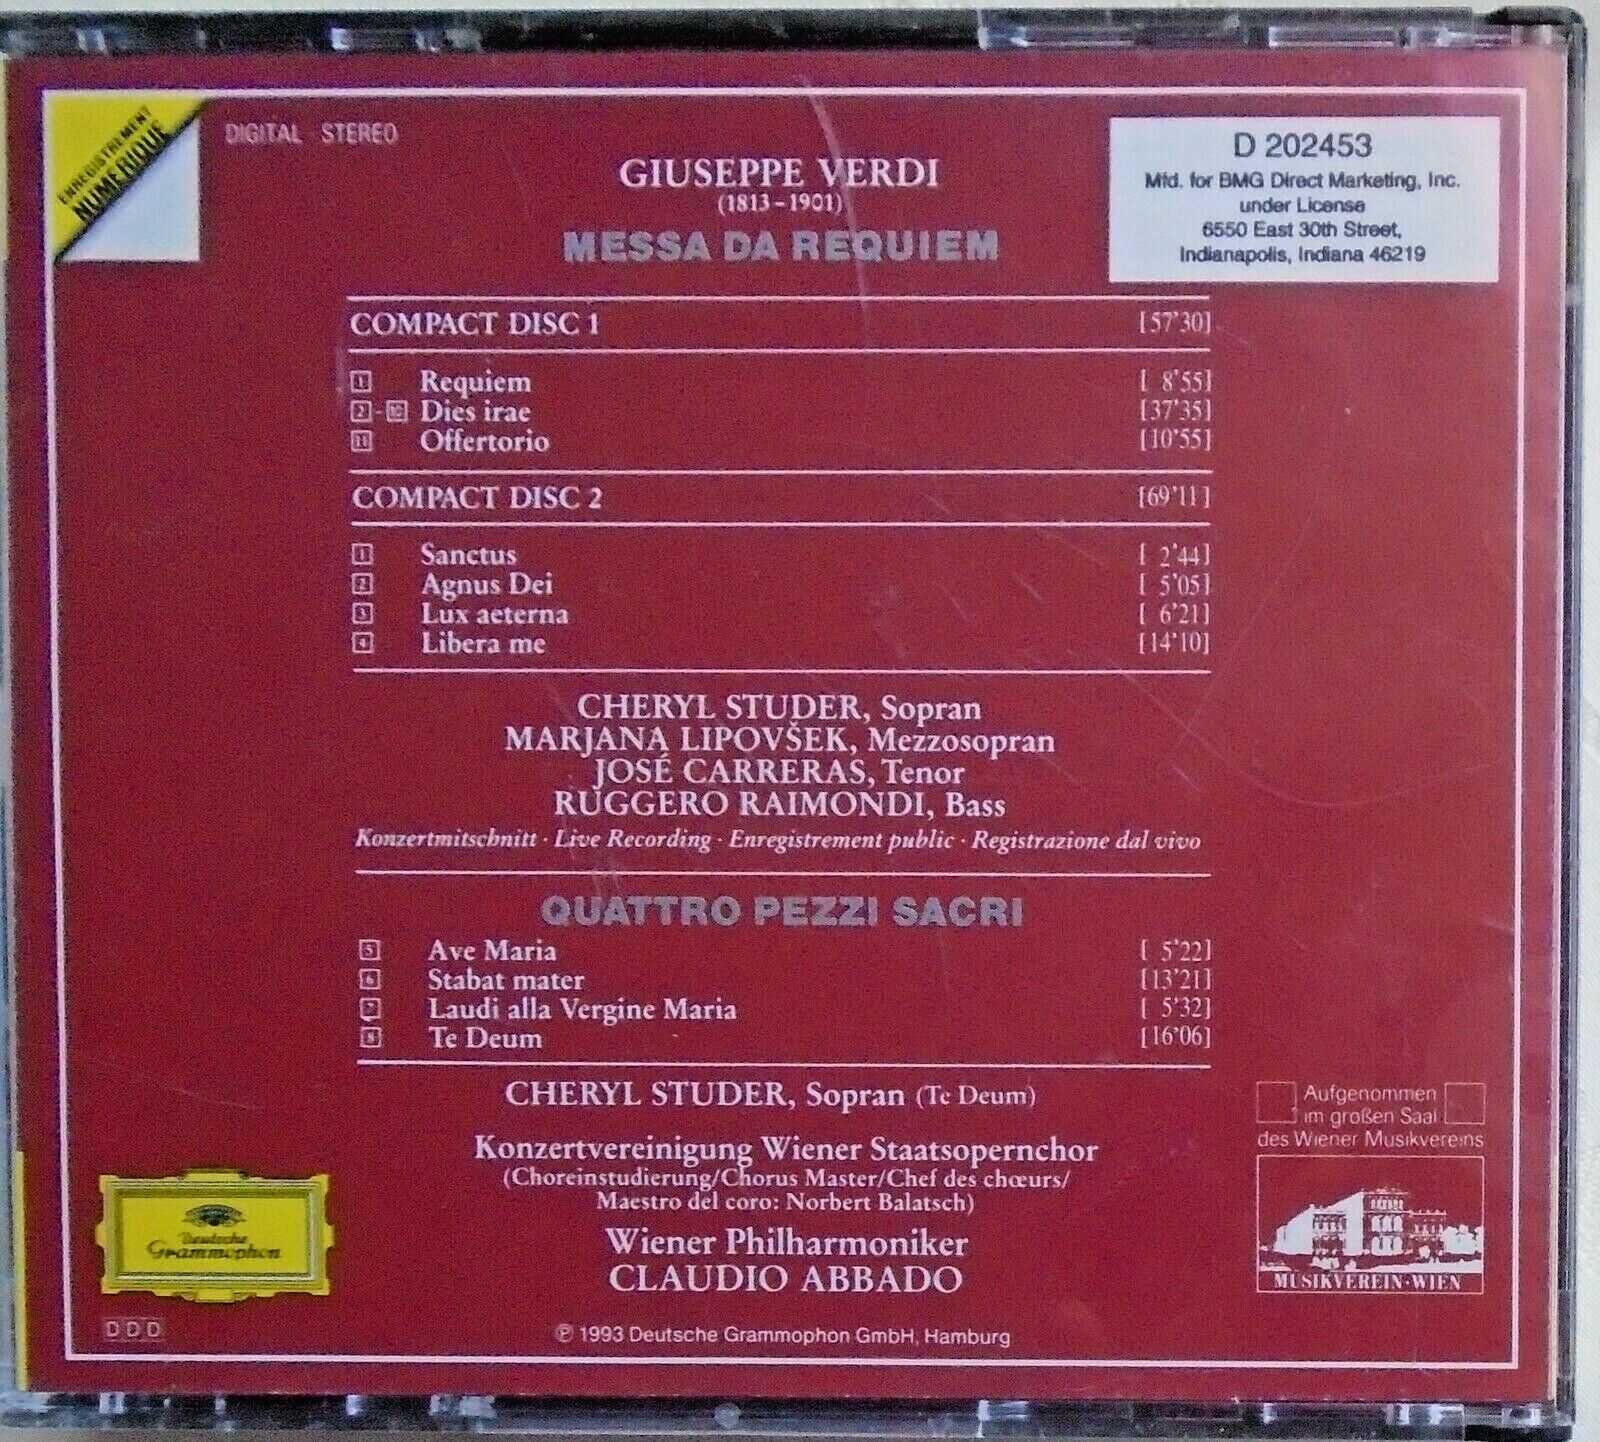 ENREGISTREMENT
NUMÉRIQUE
DIGITAL STEREO
D 202453
Mfd. for BMG Direct Marketing, Inc.
under License
6550 East 30th Street,
Indianapolis, Indiana 46219
GIUSEPPE VERDI
(1813–1901)
MESSA DA REQUIEM
COMPACT DISC 1 [57'30]
1 Requiem [ 8'55]
2 - 10 Dies irae [37'35]
11 Offertorio [10'55]
COMPACT DISC 2 [69'11]
1 Sanctus [ 2'44]
2 Agnus Dei [ 5'05]
3 Lux aeterna [ 6'21]
4 Libera me [14'10]
CHERYL STUDER, Sopran
MARJANA LIPOVŠEK, Mezzosopran
JOSÉ CARRERAS, Tenor
RUGGERO RAIMONDI, Bass
Konzertmitschnitt · Live Recording · Enregistrement public · Registrazione dal vivo
QUATTRO PEZZI SACRI
5 Ave Maria [ 5'22]
6 Stabat mater [13'21]
7 Laudi alla Vergine Maria [ 5'32]
8 Te Deum [16'06]
CHERYL STUDER, Sopran (Te Deum)
Konzertvereinigung Wiener Staatsopernchor
(Choreinstudierung/Chorus Master/Chef des chœurs/
Maestro del coro: Norbert Balatsch)
Wiener Philharmoniker
CLAUDIO ABBADO
Aufgenommen
im großen Saal
des Wiener Musikvereins
MUSIKVEREIN·WIEN
Deutsche
Grammophon
DDD
℗ 1993 Deutsche Grammophon GmbH, Hamburg